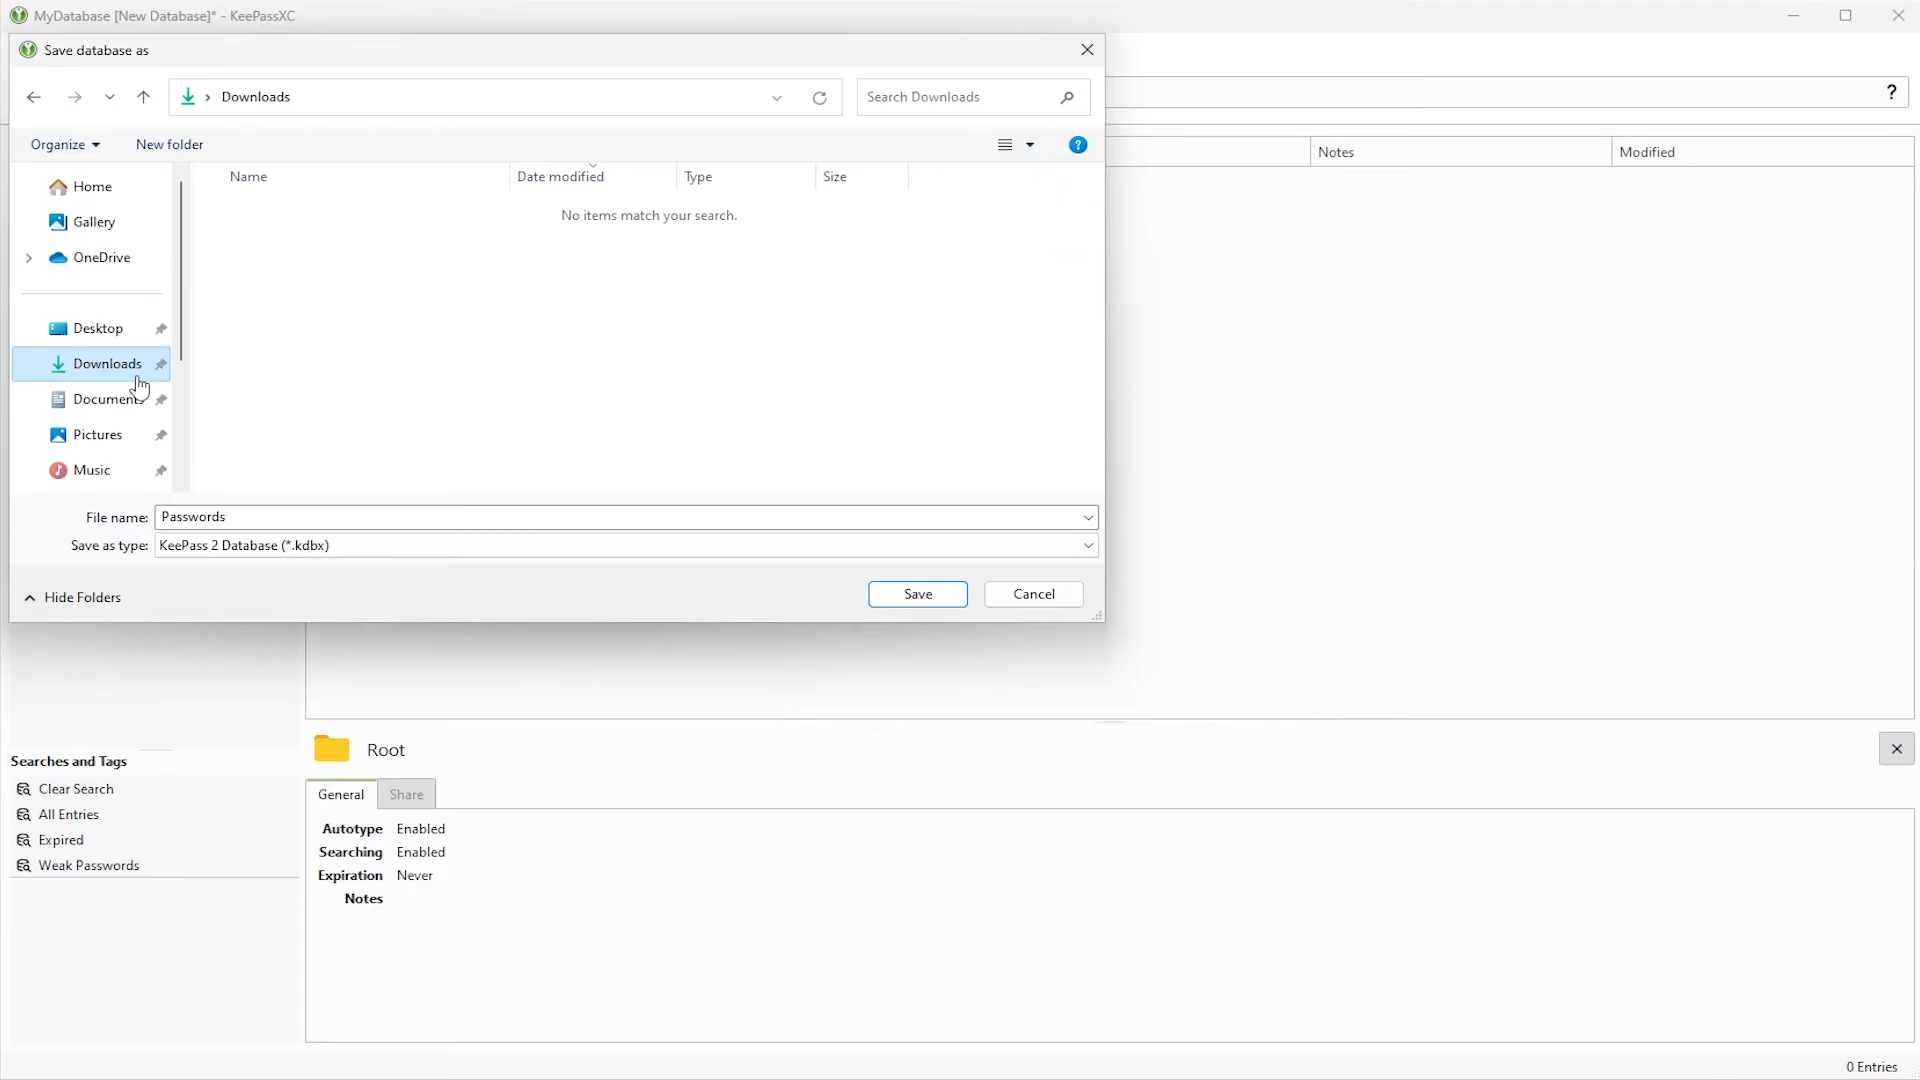 MyDatabase [New Database]* - KeePassXC
Save database as
Downloads
Search Downloads
?
Organize
New folder
?
Notes
Modified
Name
Date modified
Type
Size
No items match your search.
Home
Gallery
OneDrive
Desktop
Downloads
Documents
Pictures
Music
File name: Passwords
Save as type: KeePass 2 Database (*.kdbx)
Hide Folders
Save
Cancel
Root
Searches and Tags
Clear Search
All Entries
Expired
Weak Passwords
General
Share
Autotype Enabled
Searching Enabled
Expiration Never
Notes
0 Entries